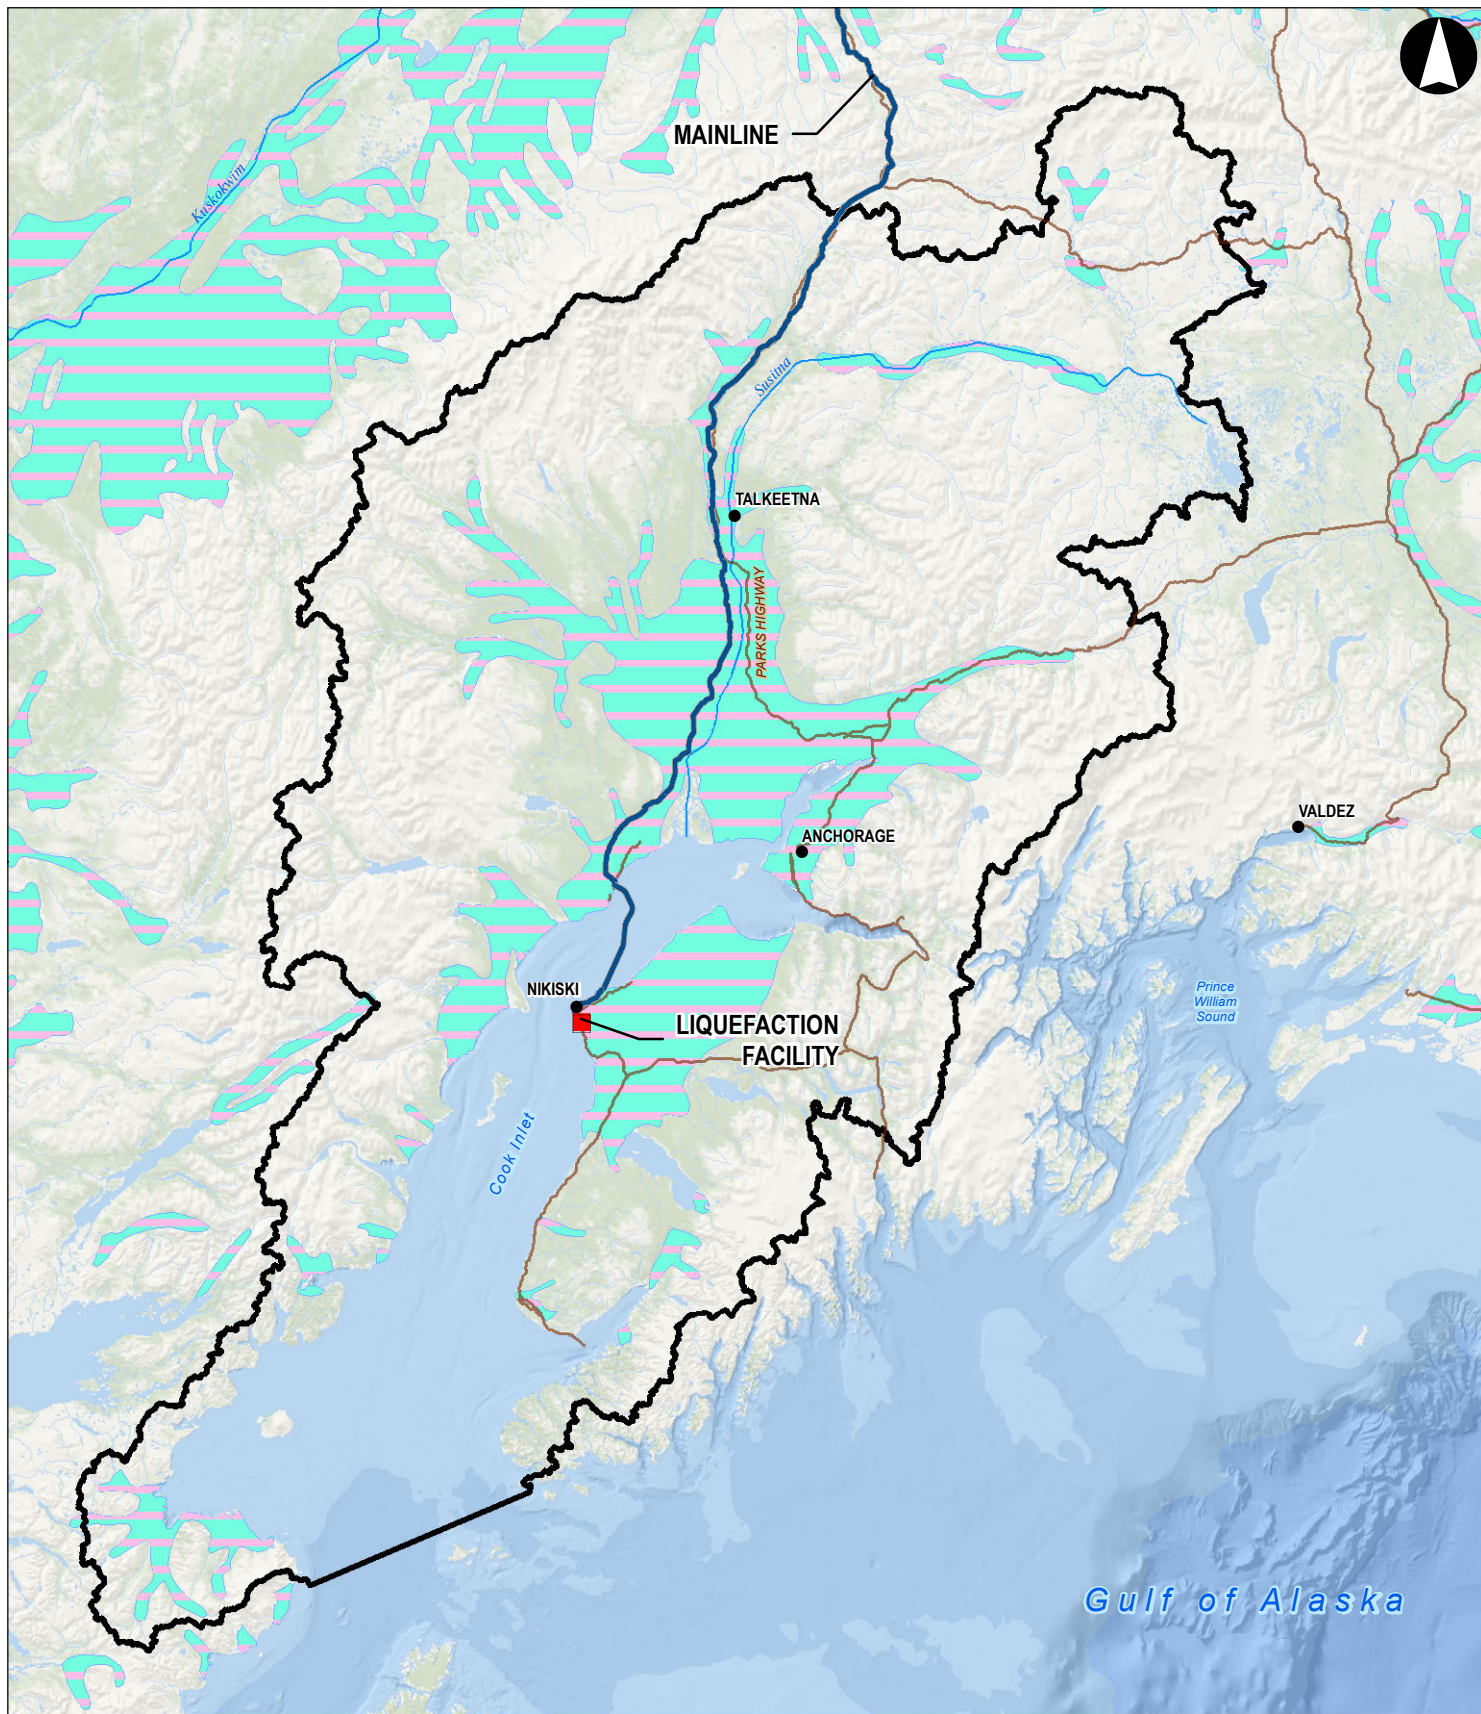 MAINLINE
Kuskokwim
Susitna
TALKEETNA
PARKS HIGHWAY
VALDEZ
ANCHORAGE
NIKISKI
Prince
William
Sound
LIQUEFACTION
FACILITY
Cook Inlet
Gulf of Alaska